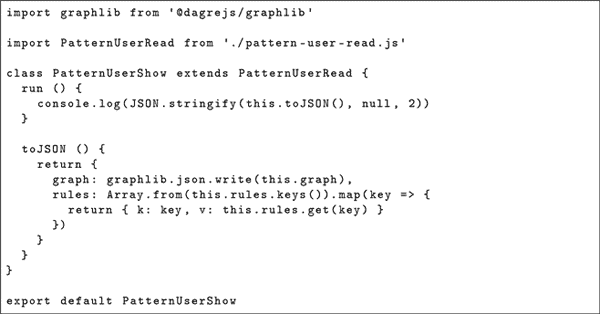 import graphlib from '@dagrejs/graphlib'

import PatternUserRead from './pattern-user-read.js'

class PatternUserShow extends PatternUserRead {
  run () {
    console.log(JSON.stringify(this.toJSON(), null, 2))
  }

  toJSON () {
    return {
      graph: graphlib.json.write(this.graph),
      rules: Array.from(this.rules.keys()).map(key => {
        return { k: key, v: this.rules.get(key) }
      })
    }
  }
}

export default PatternUserShow